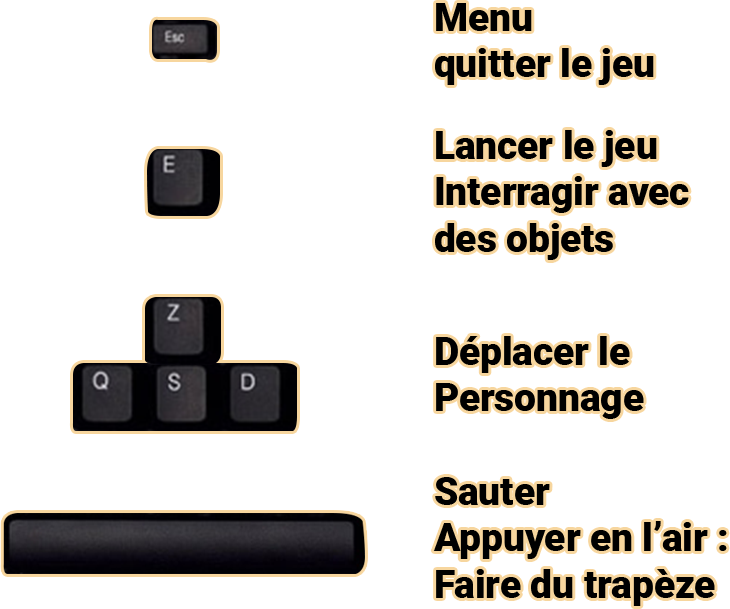 Esc
Menu
quitter le jeu
E
Lancer le jeu
Interragir avec
des objets
Z
Q S D
Déplacer le
Personnage
Sauter
Appuyer en l’air :
Faire du trapèze